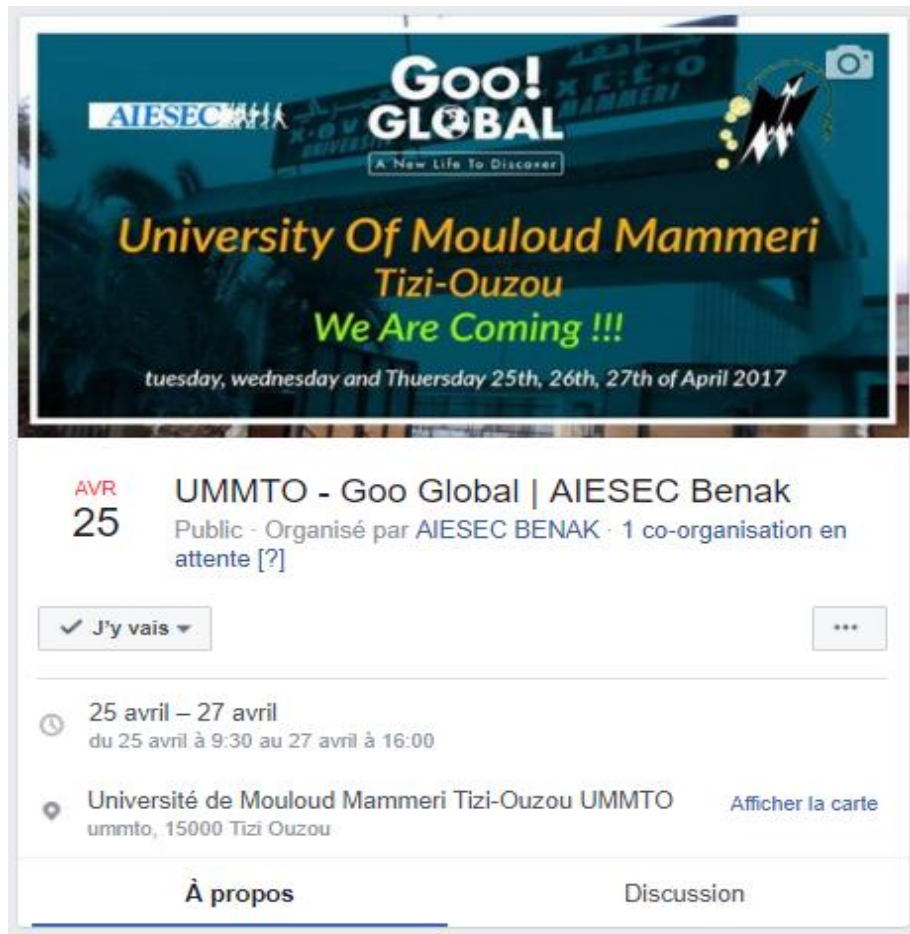 AIESEC
Goo!
GLOBAL
A New Life To Discover
MAMMERI
University Of Mouloud Mammeri
Tizi-Ouzou
We Are Coming !!!
tuesday, wednesday and Thuersday 25th, 26th, 27th of April 2017
AVR
25
UMMTO - Goo Global | AIESEC Benak
Public · Organisé par AIESEC BENAK · 1 co-organisation en
attente [?]
J'y vais
25 avril – 27 avril
du 25 avril à 9:30 au 27 avril à 16:00
Université de Mouloud Mammeri Tizi-Ouzou UMMTO
Afficher la carte
ummto, 15000 Tizi Ouzou
À propos
Discussion